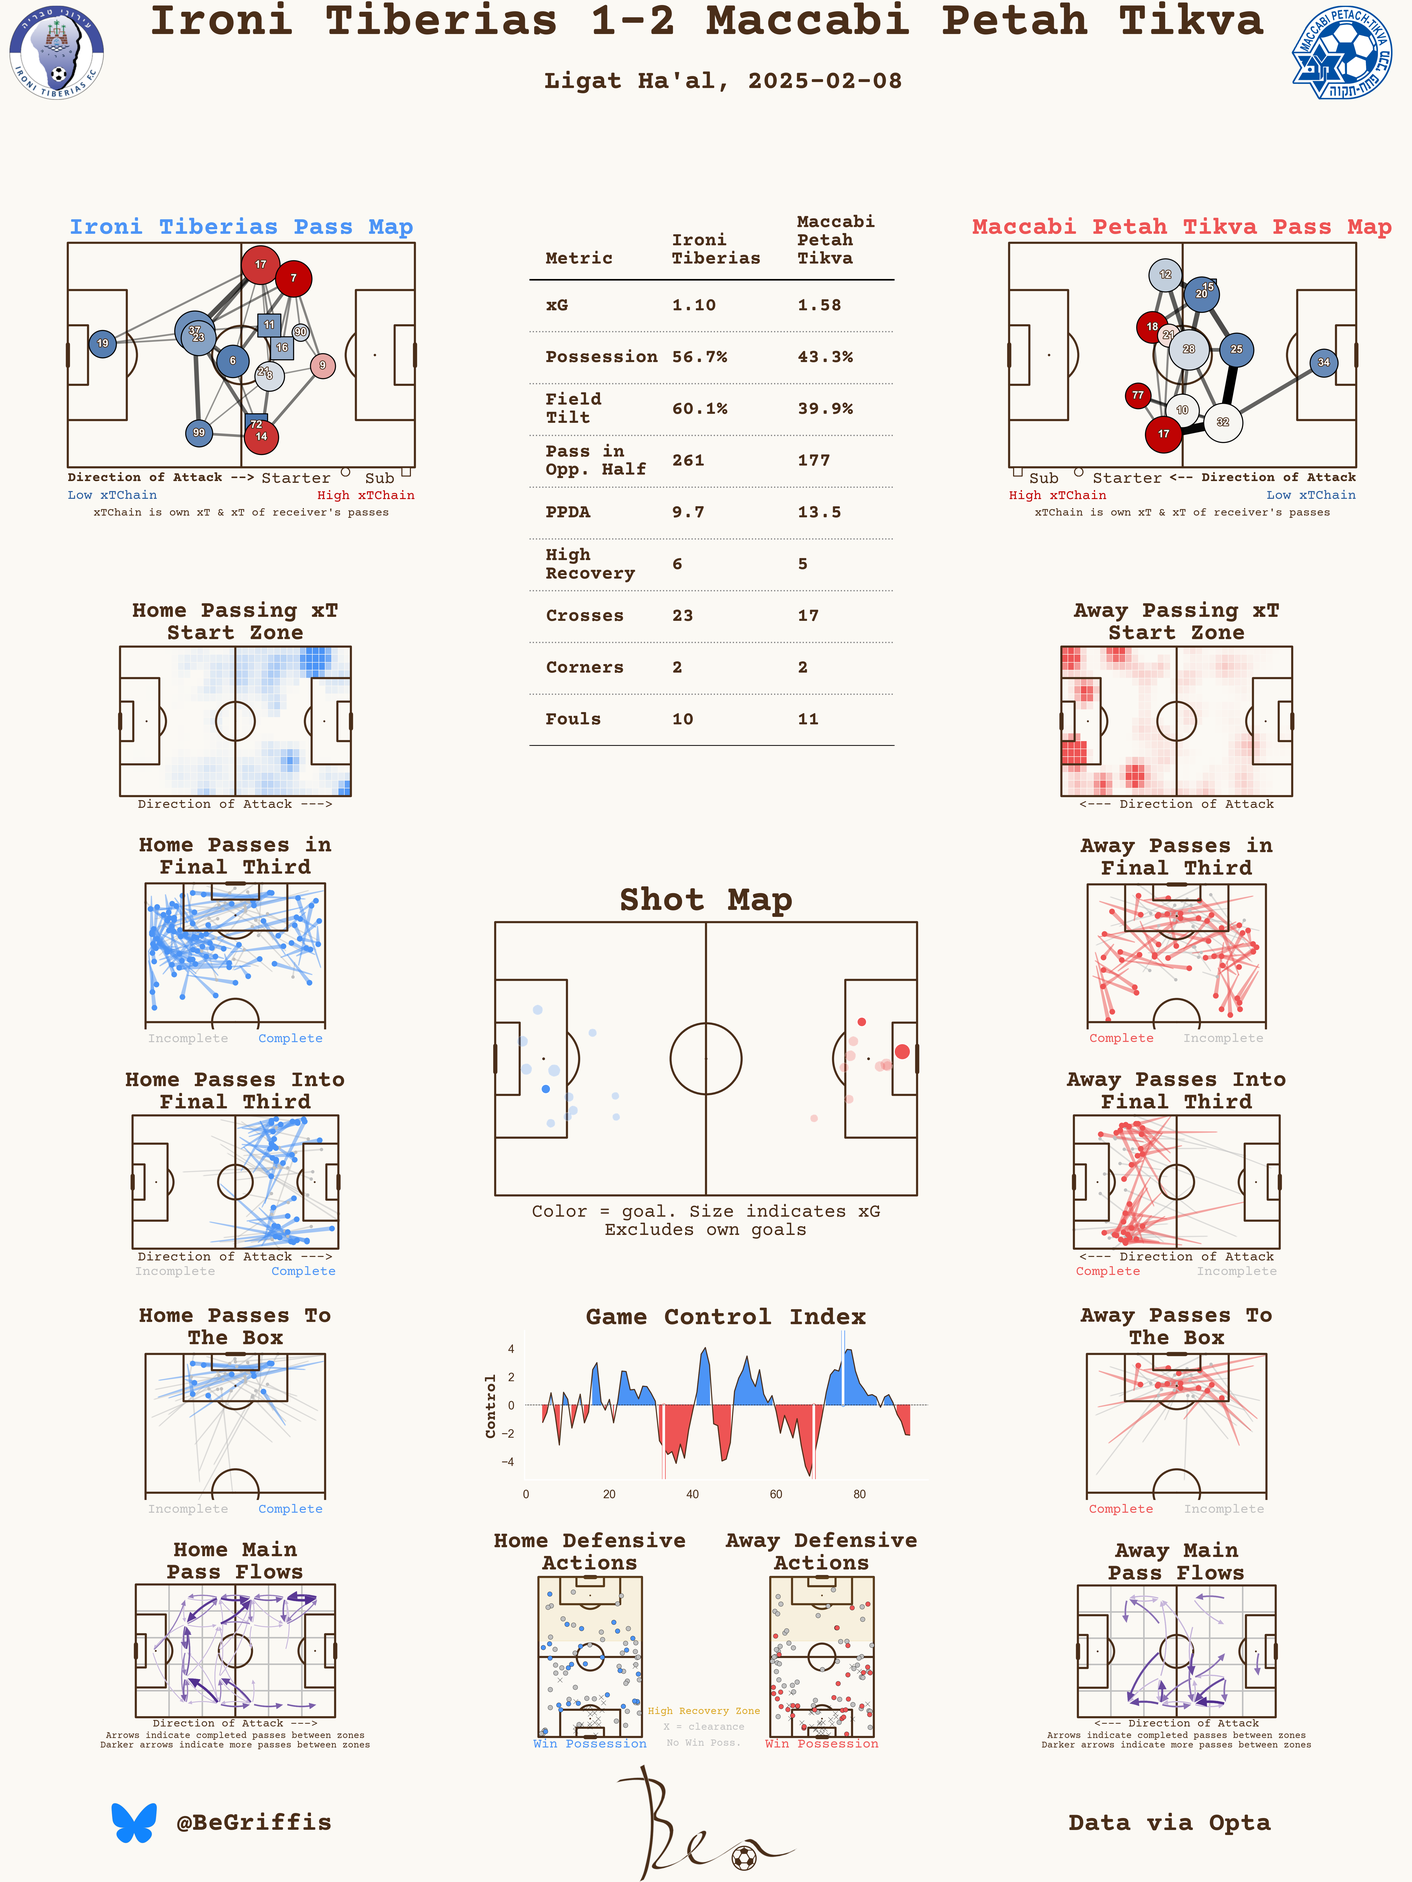 Ironi Tiberias 1-2 Maccabi Petah Tikva
Ligat Ha'al, 2025-02-08
עירוני טבריה
IRONI TIBERIAS F.C
MACCABI PETACH-TIKVA
Ironi Tiberias Pass Map
17
7
11
90
37
23
19
16
6
21
8
9
72
99
14
Direction of Attack --> Starter Sub
Low xTChain High xTChain
xTChain is own xT & xT of receiver's passes
Metric Ironi Tiberias Maccabi Petah Tikva
xG 1.10 1.58
Possession 56.7% 43.3%
Field Tilt 60.1% 39.9%
Pass in Opp. Half 261 177
PPDA 9.7 13.5
High Recovery 6 5
Crosses 23 17
Corners 2 2
Fouls 10 11
Maccabi Petah Tikva Pass Map
12
15
20
18
21
28
25
34
77
10
32
17
Sub Starter <-- Direction of Attack
High xTChain Low xTChain
xTChain is own xT & xT of receiver's passes
Home Passing xT
Start Zone
Direction of Attack --->
Away Passing xT
Start Zone
<--- Direction of Attack
Home Passes in
Final Third
Incomplete Complete
Away Passes in
Final Third
Complete Incomplete
Shot Map
Color = goal. Size indicates xG
Excludes own goals
Home Passes Into
Final Third
Direction of Attack --->
Incomplete Complete
Away Passes Into
Final Third
<--- Direction of Attack
Complete Incomplete
Home Passes To
The Box
Incomplete Complete
Game Control Index
Control
4
2
0
−2
−4
0 20 40 60 80
Away Passes To
The Box
Complete Incomplete
Home Main
Pass Flows
Direction of Attack --->
Arrows indicate completed passes between zones
Darker arrows indicate more passes between zones
Home Defensive
Actions
Win Possession
Away Defensive
Actions
Win Possession
High Recovery Zone
X = clearance
No Win Poss.
Away Main
Pass Flows
<--- Direction of Attack
Arrows indicate completed passes between zones
Darker arrows indicate more passes between zones
@BeGriffis
Data via Opta